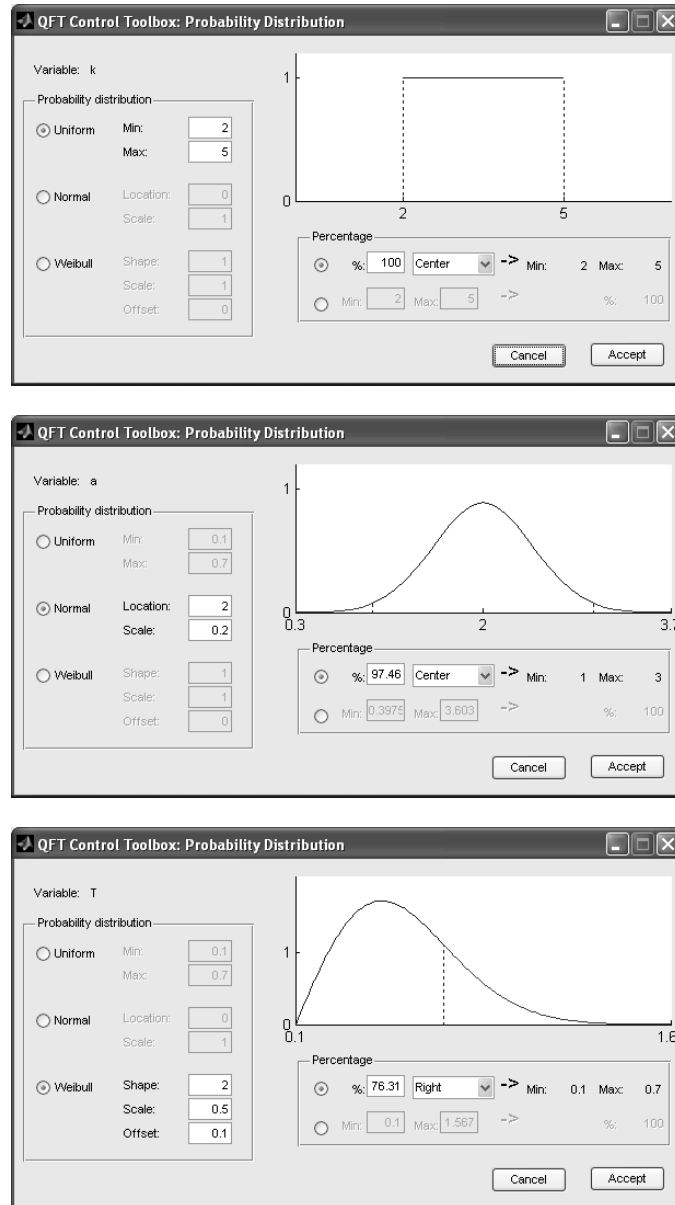 QFT Control Toolbox: Probability Distribution
Variable: k
Probability distribution
Uniform Min: 2
Max: 5
Normal Location: 0
Scale: 1
Weibull Shape: 1
Scale: 1
Offset: 0
1
0
2 5
Percentage
%: 100 Center -> Min: 2 Max: 5
Min: 2 Max: 5 -> %: 100
Cancel Accept
QFT Control Toolbox: Probability Distribution
Variable: a
Probability distribution
Uniform Min: 0.1
Max: 0.7
Normal Location: 2
Scale: 0.2
Weibull Shape: 1
Scale: 1
Offset: 0
1
0
0.3 2 3.7
Percentage
%: 97.46 Center -> Min: 1 Max: 3
Min: 0.3975 Max: 3.603 -> %: 100
Cancel Accept
QFT Control Toolbox: Probability Distribution
Variable: T
Probability distribution
Uniform Min: 0.1
Max: 0.7
Normal Location: 0
Scale: 1
Weibull Shape: 2
Scale: 0.5
Offset: 0.1
1
0
0.1 1.6
Percentage
%: 76.31 Right -> Min: 0.1 Max: 0.7
Min: 0.1 Max: 1.567 -> %: 100
Cancel Accept